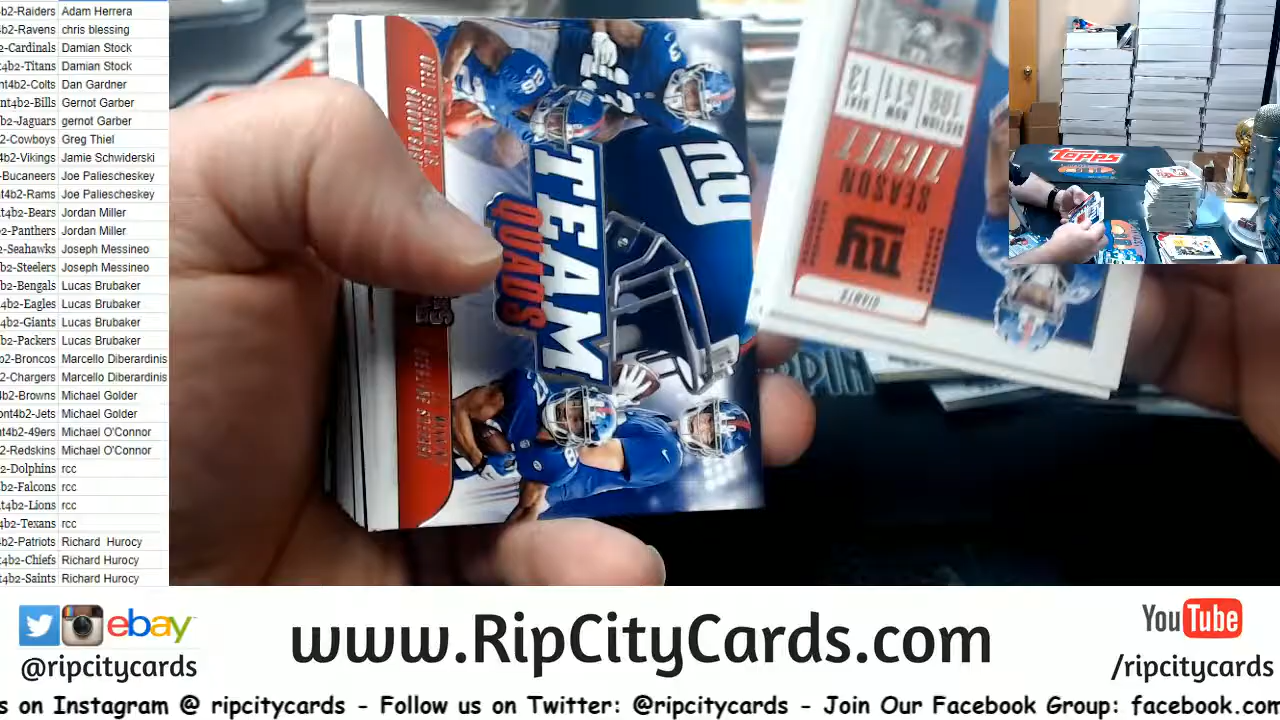 b2-Raiders Adam Herrera
4b2-Ravens chris blessing
2-Cardinals Damian Stock
t4b2-Titans Damian Stock
nt4b2-Colts Dan Gardner
nt4b2-Bills Gernot Garber
b2-Jaguars gernot Garber
2-Cowboys Greg Thiel
4b2-Vikings Jamie Schwiderski
-Bucaneers Joe Paliescheskey
t4b2-Rams Joe Paliescheskey
nt4b2-Bears Jordan Miller
-Panthers Jordan Miller
2-Seahawks Joseph Messineo
b2-Steelers Joseph Messineo
b2-Bengals Lucas Brubaker
4b2-Eagles Lucas Brubaker
4b2-Giants Lucas Brubaker
4b2-Packers Lucas Brubaker
b2-Broncos Marcello Diberardinis
2-Chargers Marcello Diberardinis
4b2-Browns Michael Golder
ont4b2-Jets Michael Golder
nt4b2-49ers Michael O'Connor
2-Redskins Michael O'Connor
2-Dolphins rcc
4b2-Falcons rcc
t4b2-Lions rcc
4b2-Texans rcc
b2-Patriots Richard Hurocy
t4b2-Chiefs Richard Hurocy
t4b2-Saints Richard Hurocy
TEAM
QUADS
ny
SEASON
TICKET
ny
GIANTS
Topps
ebay
@ripcitycards
www.RipCityCards.com
YouTube
/ripcitycards
s on Instagram @ ripcitycards - Follow us on Twitter: @ripcitycards - Join Our Facebook Group: facebook.com